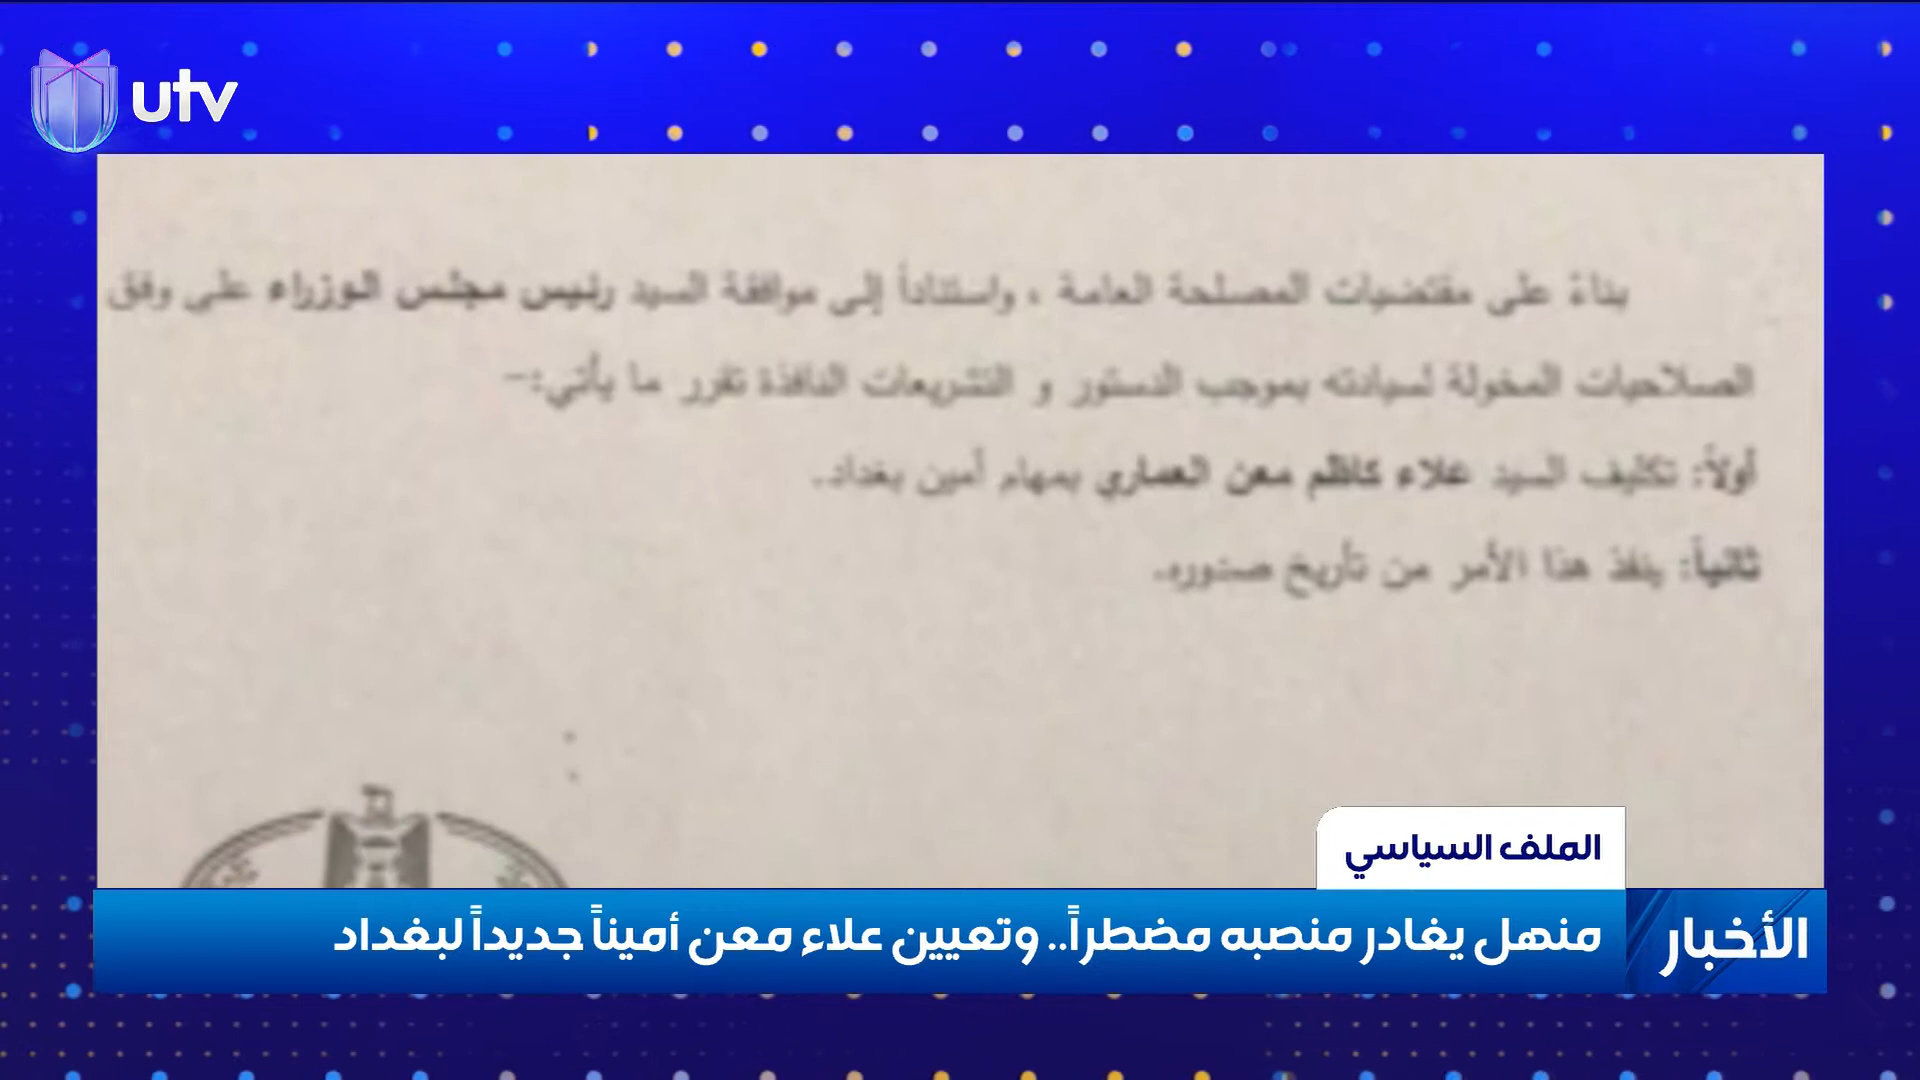 utv
بناءً على مقتضيات المصلحة العامة ، واستناداً إلى موافقة السيد رئيس مجلس الوزراء على وفق
الصلاحيات المخولة لسيادته بموجب الدستور و التشريعات النافذة تقرر ما يأتي:-
أولاً: تكليف السيد علاء كاظم معن العماري بمهام أمين بغداد.
ثانياً: ينفذ هذا الأمر من تأريخ صدوره.
الملف السياسي
الأخبار
منهل يغادر منصبه مضطراً.. وتعيين علاء معن أميناً جديداً لبغداد